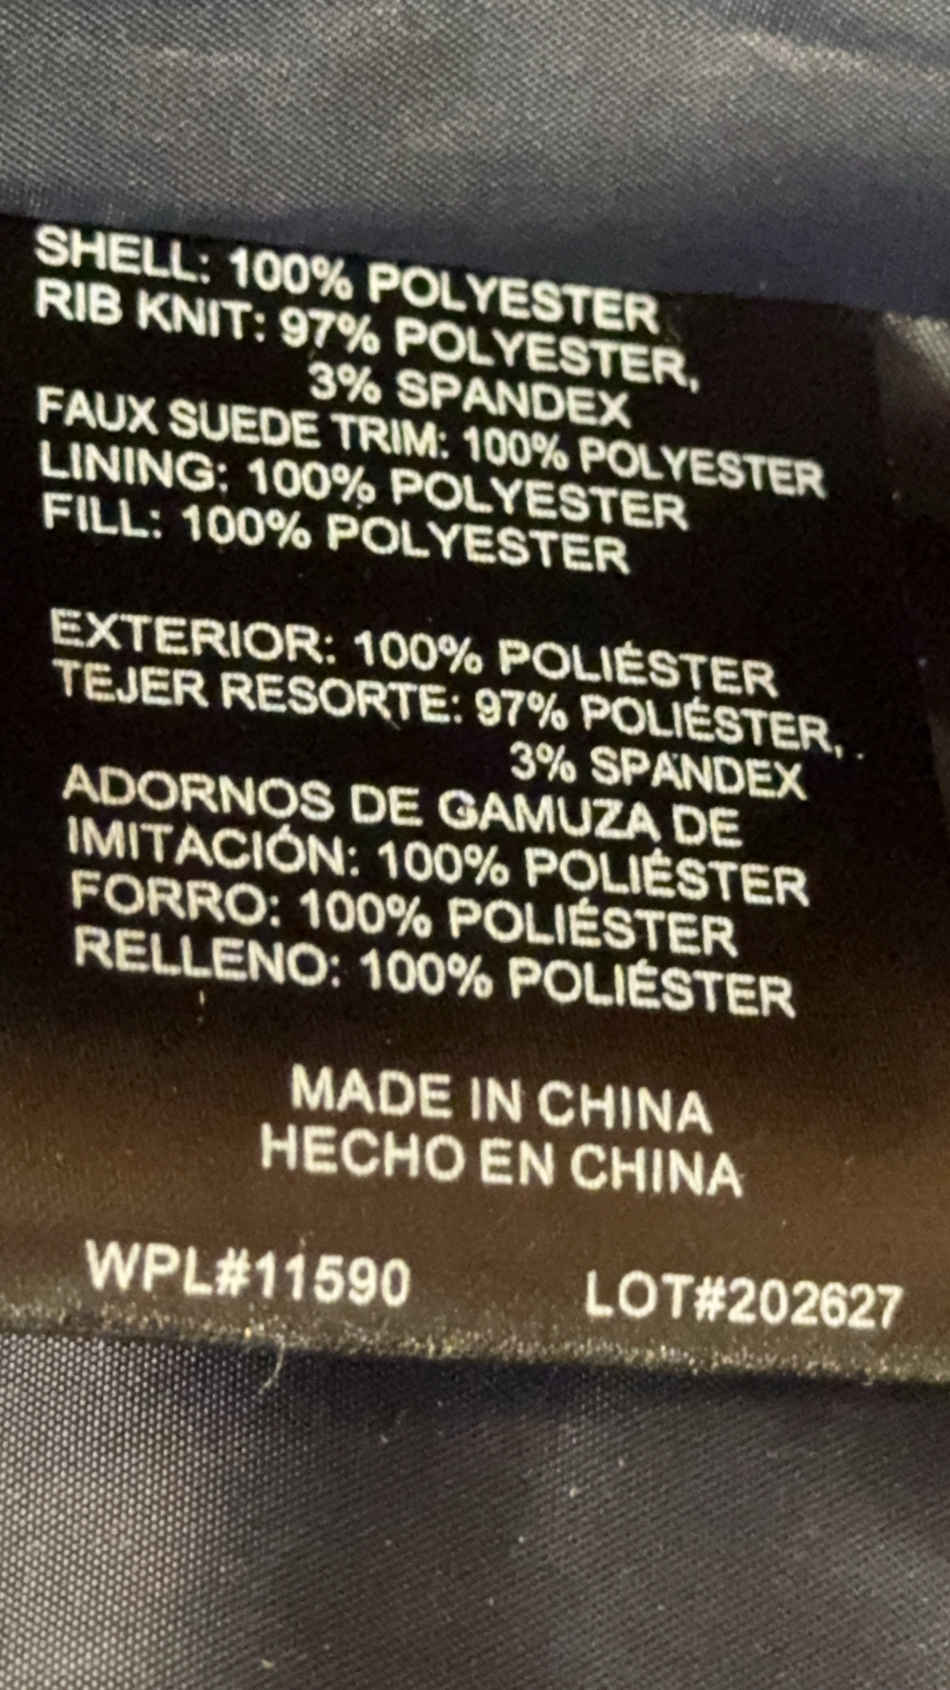 SHELL: 100% POLYESTER
RIB KNIT: 97% POLYESTER,
3% SPANDEX
FAUX SUEDE TRIM: 100% POLYESTER
LINING: 100% POLYESTER
FILL: 100% POLYESTER
EXTERIOR: 100% POLIÉSTER
TEJER RESORTE: 97% POLIÉSTER,
3% SPANDEX
ADORNOS DE GAMUZA DE
IMITACIÓN: 100% POLIÉSTER
FORRO: 100% POLIÉSTER
RELLENO: 100% POLIÉSTER
MADE IN CHINA
HECHO EN CHINA
WPL#11590 LOT#202627